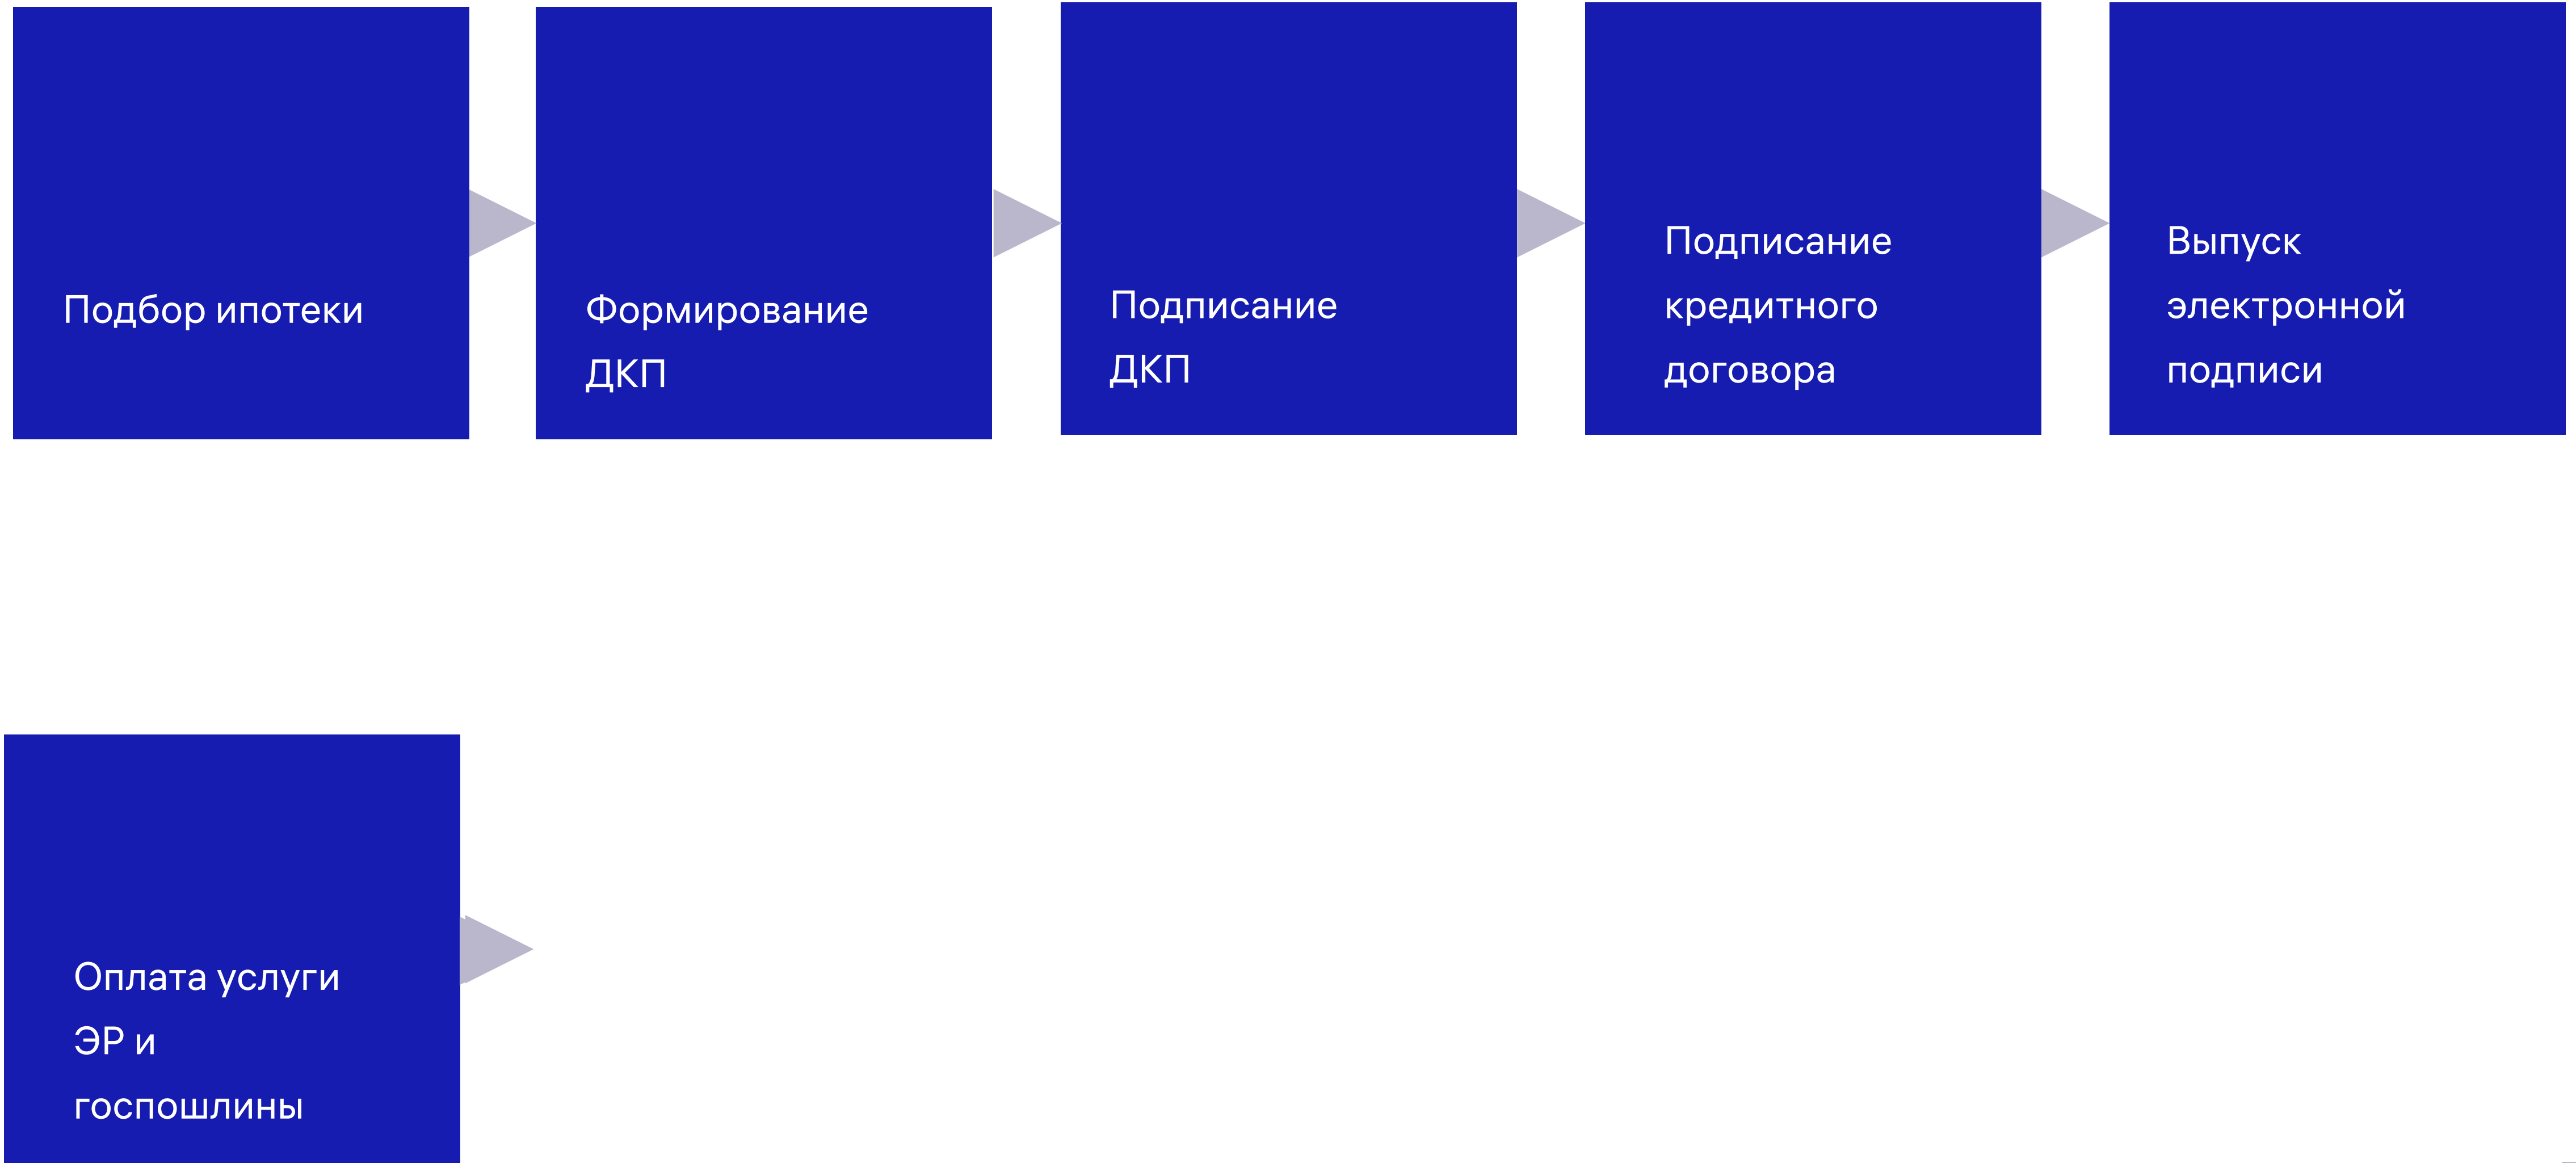 Подбор ипотеки
Формирование
ДКП
Подписание
ДКП
Подписание
кредитного
договора
Выпуск
электронной
подписи
Оплата услуги
ЭР и
госпошлины